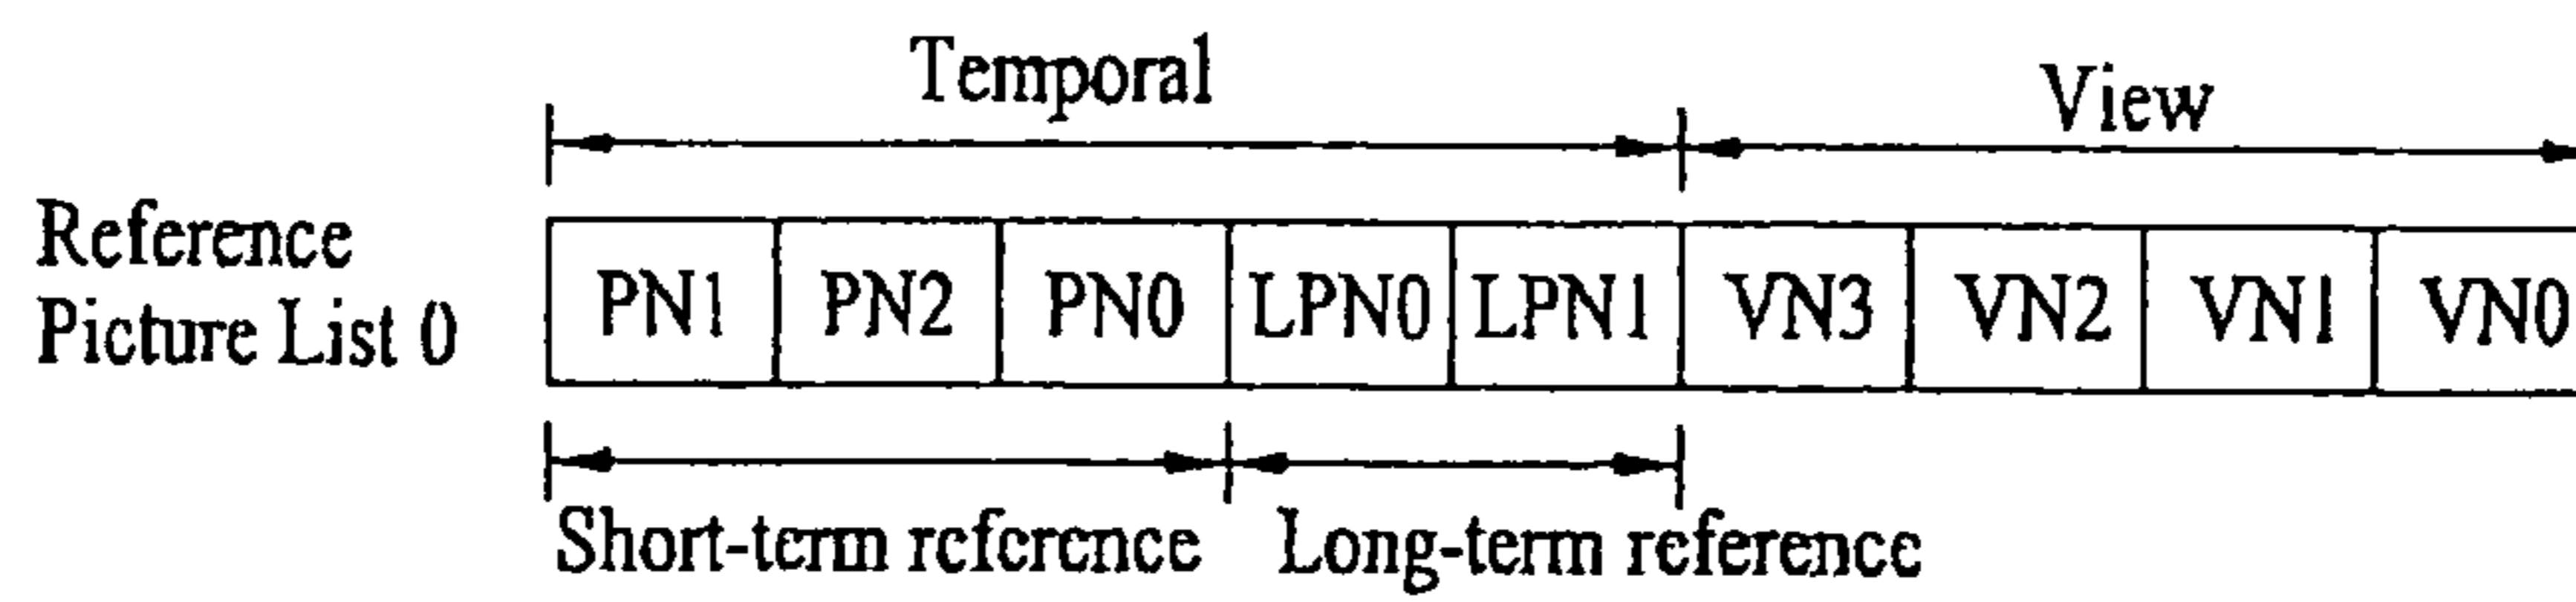 Temporal
View
Reference
Picture List 0
PN1 PN2 PN0 LPN0 LPN1 VN3 VN2 VN1 VN0
Short-term reference Long-term reference